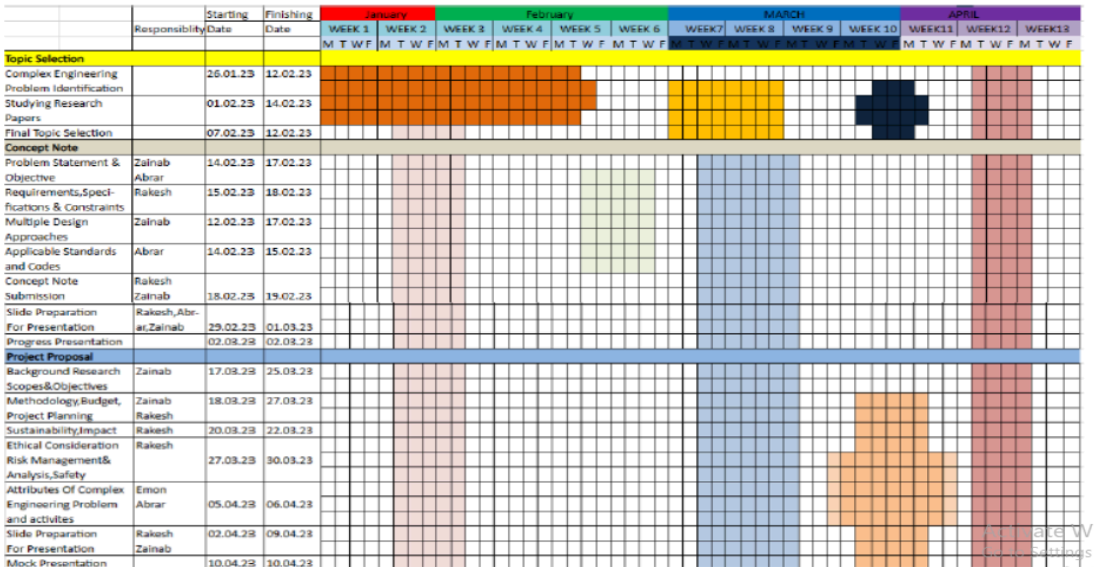 Starting Finishing January February MARCH APRIL
Responsiblity Date Date WEEK 1 WEEK 2 WEEK 3 WEEK 4 WEEK 5 WEEK 6 WEEK7 WEEK 8 WEEK 9 WEEK 10 WEEK11 WEEK12 WEEK13
M T W F M T W F M T W F M T W F M T W F M T W F M T W F M T W F M T W F M T W F M T W F M T W F M T W F
Topic Selection
Complex Engineering 26.01.23 12.02.23
Problem Identification
Studying Research 01.02.23 14.02.23
Papers
Final Topic Selection 07.02.23 12.02.23
Concept Note
Problem Statement & Zainab 14.02.23 17.02.23
Objective Abrar
Requirements,Speci- Rakesh 15.02.23 18.02.23
fications & Constraints
Multiple Design Zainab 12.02.23 17.02.23
Approaches
Applicable Standards Abrar 14.02.23 15.02.23
and Codes
Concept Note Rakesh
Submission Zainab 18.02.23 19.02.23
Slide Preparation Rakesh,Abr-
For Presentation ar,Zainab 29.02.23 01.03.23
Progress Presentation 02.03.23 02.03.23
Project Proposal
Background Research Zainab 17.03.23 25.03.23
Scopes&Objectives
Methodology,Budget, Zainab 18.03.23 27.03.23
Project Planning Rakesh
Sustainability,Impact Rakesh 20.03.23 22.03.23
Ethical Consideration Rakesh
Risk Management& 27.03.23 30.03.23
Analysis,Safety
Attributes Of Complex Emon
Engineering Problem Abrar 05.04.23 06.04.23
and activites
Slide Preparation Rakesh 02.04.23 09.04.23
For Presentation Zainab
Mock Presentation 10.04.23 10.04.23
Settings